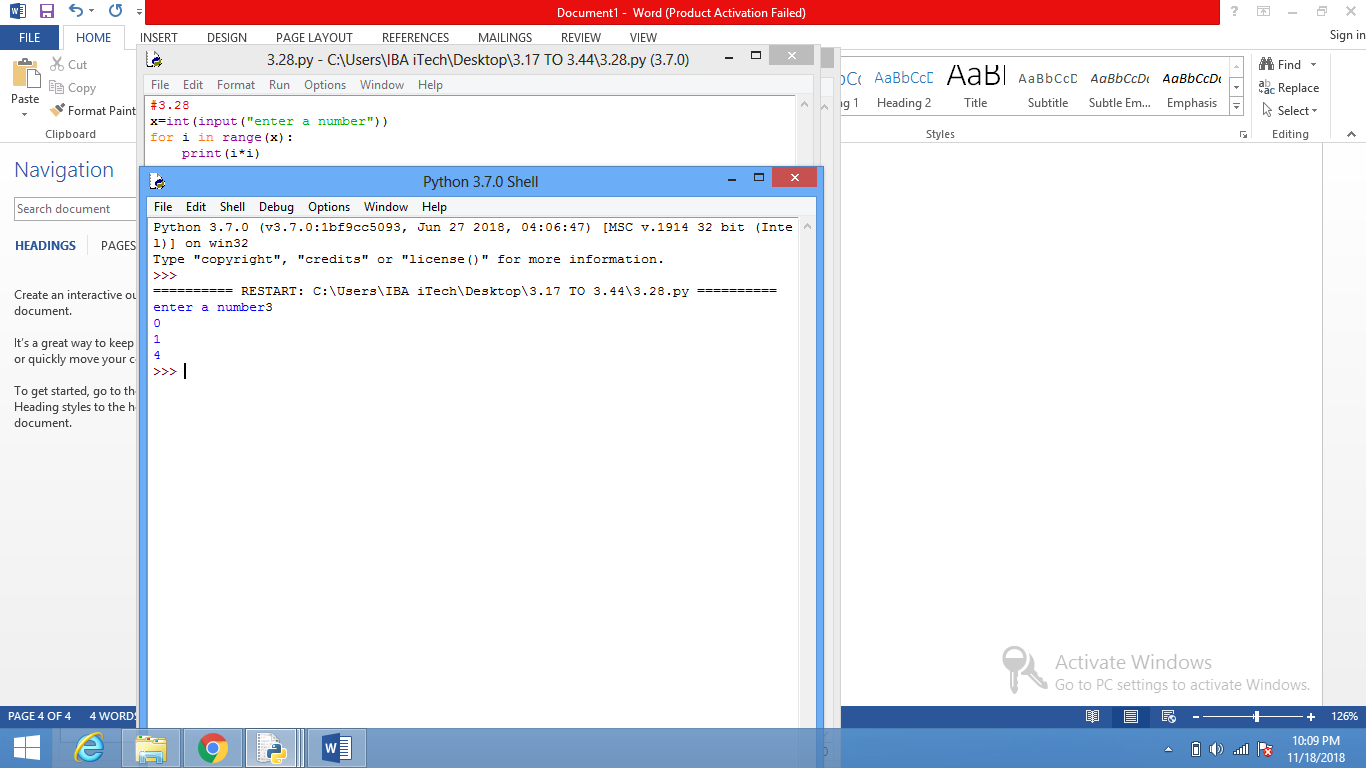 Document1 - Word (Product Activation Failed)
FILE HOME INSERT DESIGN PAGE LAYOUT REFERENCES MAILINGS REVIEW VIEW Sign in
Paste
Cut
Copy
Format Paint
Clipboard
3.28.py - C:\Users\IBA iTech\Desktop\3.17 TO 3.44\3.28.py (3.7.0)
File Edit Format Run Options Window Help
#3.28
x=int(input("enter a number"))
for i in range(x):
    print(i*i)
AaBbCcD AaB AaBbCcD AaBbCcDt AaBbCcDt
g 1 Heading 2 Title Subtitle Subtle Em... Emphasis
Styles
Find
Replace
Select
Editing
Navigation
Search document
HEADINGS PAGES
Create an interactive ou
document.
It's a great way to keep
or quickly move your c
To get started, go to the
Heading styles to the h
document.
Python 3.7.0 Shell
File Edit Shell Debug Options Window Help
Python 3.7.0 (v3.7.0:1bf9cc5093, Jun 27 2018, 04:06:47) [MSC v.1914 32 bit (Inte
l)] on win32
Type "copyright", "credits" or "license()" for more information.
>>>
========== RESTART: C:\Users\IBA iTech\Desktop\3.17 TO 3.44\3.28.py ==========
enter a number3
0
1
4
>>>
Activate Windows
Go to PC settings to activate Windows.
PAGE 4 OF 4 4 WORDS
126%
10:09 PM
11/18/2018